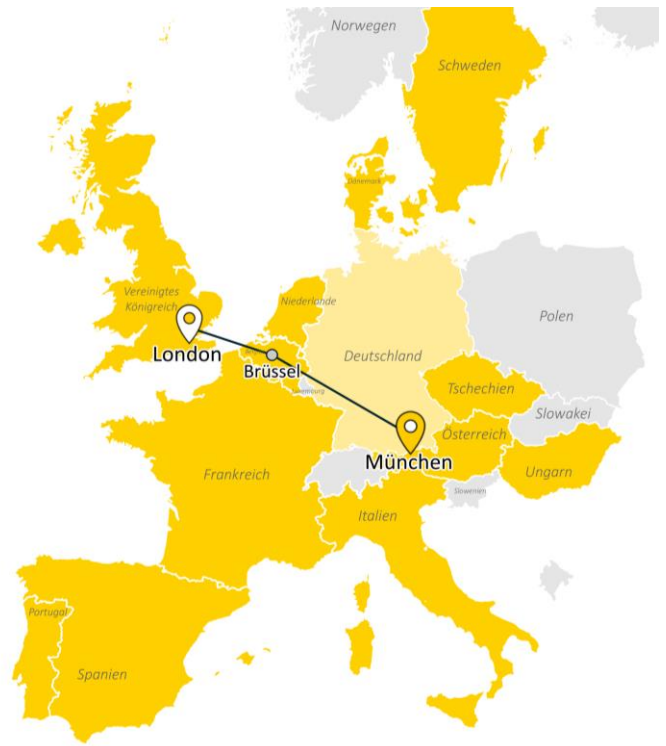 Norwegen
Schweden
Dänemark
Vereinigtes
Königreich
Niederlande
Polen
London
Deutschland
Brüssel
Luxemburg
Tschechien
Slowakei
Österreich
München
Frankreich
Ungarn
Slowenien
Italien
Portugal
Spanien